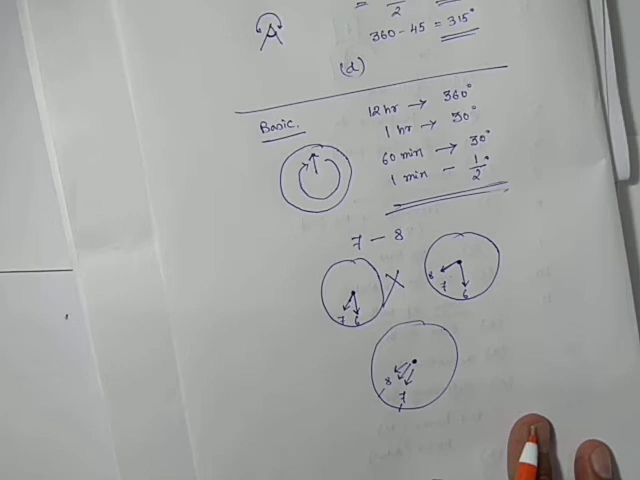 = 
2
360 - 45 = 315°
(d)
Basic.
12 hr → 360°
1 hr → 30°
60 min → 30°
1 min - 1/2°
7 - 8
8
7
6
7 6
8
7